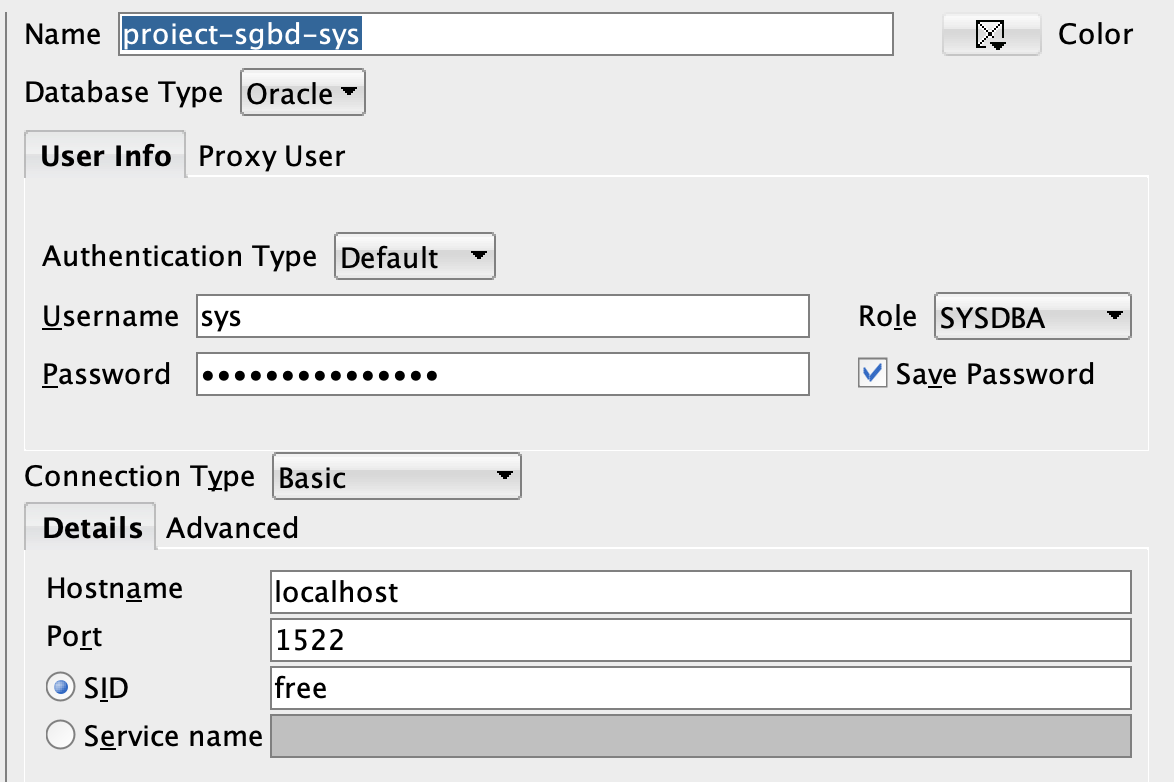 Name proiect-sgbd-sys Color
Database Type Oracle
User Info Proxy User
Authentication Type Default
Username sys Role SYSDBA
Password ••••••••••••••• Save Password
Connection Type Basic
Details Advanced
Hostname localhost
Port 1522
SID free
Service name